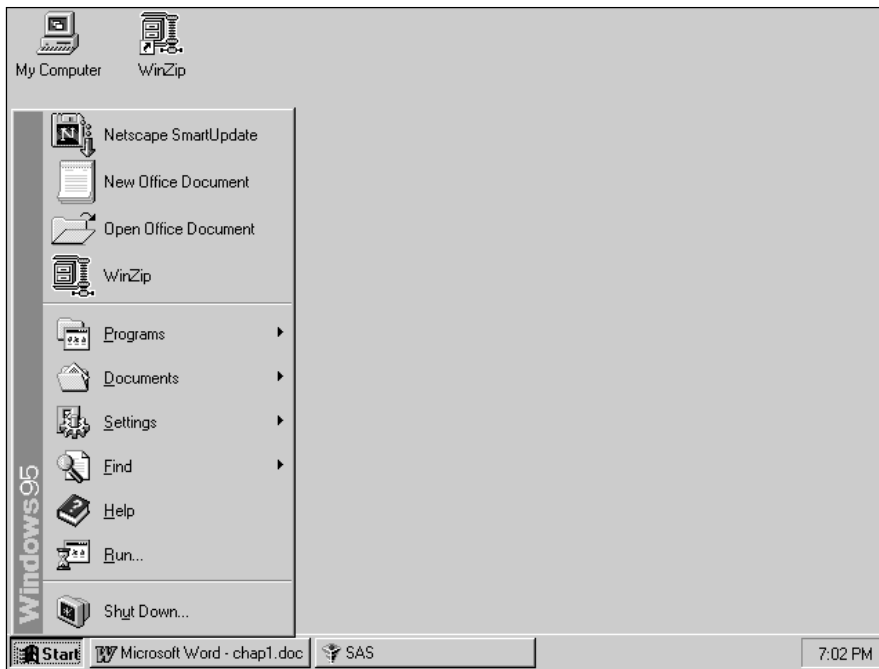 My Computer
WinZip
Netscape SmartUpdate
New Office Document
Open Office Document
WinZip
Programs
Documents
Settings
Find
Help
Run...
Shut Down...
Windows95
Start
Microsoft Word - chap1.doc
SAS
7:02 PM